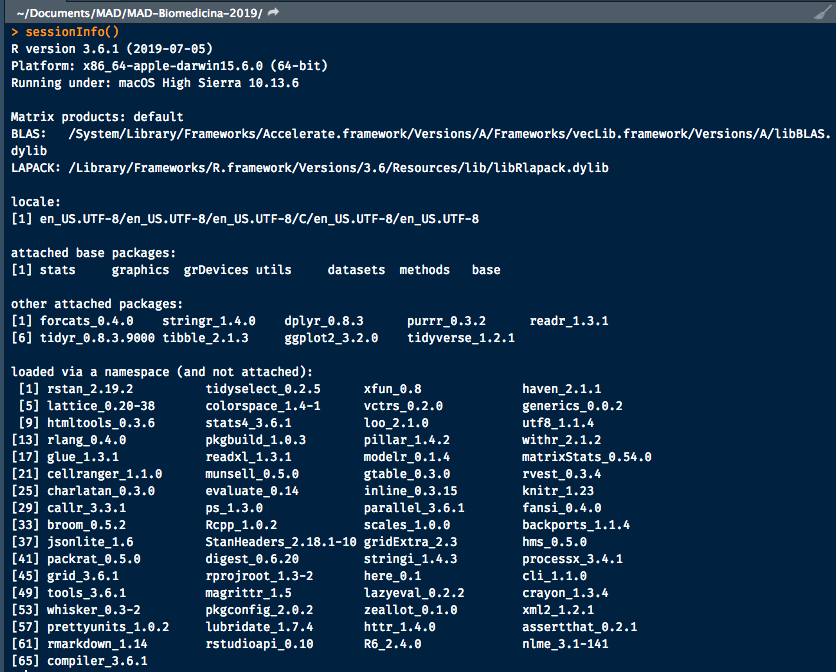 ~/Documents/MAD/MAD-Biomedicina-2019/
> sessionInfo()
R version 3.6.1 (2019-07-05)
Platform: x86_64-apple-darwin15.6.0 (64-bit)
Running under: macOS High Sierra 10.13.6
Matrix products: default
BLAS:   /System/Library/Frameworks/Accelerate.framework/Versions/A/Frameworks/vecLib.framework/Versions/A/libBLAS.
dylib
LAPACK: /Library/Frameworks/R.framework/Versions/3.6/Resources/lib/libRlapack.dylib
locale:
[1] en_US.UTF-8/en_US.UTF-8/en_US.UTF-8/C/en_US.UTF-8/en_US.UTF-8
attached base packages:
[1] stats     graphics  grDevices utils     datasets  methods   base
other attached packages:
[1] forcats_0.4.0    stringr_1.4.0    dplyr_0.8.3      purrr_0.3.2      readr_1.3.1
[6] tidyr_0.8.3.9000 tibble_2.1.3     ggplot2_3.2.0    tidyverse_1.2.1
loaded via a namespace (and not attached):
[1] rstan_2.19.2          tidyselect_0.2.5      xfun_0.8              haven_2.1.1
[5] lattice_0.20-38       colorspace_1.4-1      vctrs_0.2.0           generics_0.0.2
[9] htmltools_0.3.6       stats4_3.6.1          loo_2.1.0             utf8_1.1.4
[13] rlang_0.4.0           pkgbuild_1.0.3        pillar_1.4.2          withr_2.1.2
[17] glue_1.3.1            readxl_1.3.1          modelr_0.1.4          matrixStats_0.54.0
[21] cellranger_1.1.0      munsell_0.5.0         gtable_0.3.0          rvest_0.3.4
[25] charlatan_0.3.0       evaluate_0.14         inline_0.3.15         knitr_1.23
[29] callr_3.3.1           ps_1.3.0              parallel_3.6.1        fansi_0.4.0
[33] broom_0.5.2           Rcpp_1.0.2            scales_1.0.0          backports_1.1.4
[37] jsonlite_1.6          StanHeaders_2.18.1-10 gridExtra_2.3         hms_0.5.0
[41] packrat_0.5.0         digest_0.6.20         stringi_1.4.3         processx_3.4.1
[45] grid_3.6.1            rprojroot_1.3-2       here_0.1              cli_1.1.0
[49] tools_3.6.1           magrittr_1.5          lazyeval_0.2.2        crayon_1.3.4
[53] whisker_0.3-2         pkgconfig_2.0.2       zeallot_0.1.0         xml2_1.2.1
[57] prettyunits_1.0.2     lubridate_1.7.4       httr_1.4.0            assertthat_0.2.1
[61] rmarkdown_1.14        rstudioapi_0.10       R6_2.4.0              nlme_3.1-141
[65] compiler_3.6.1